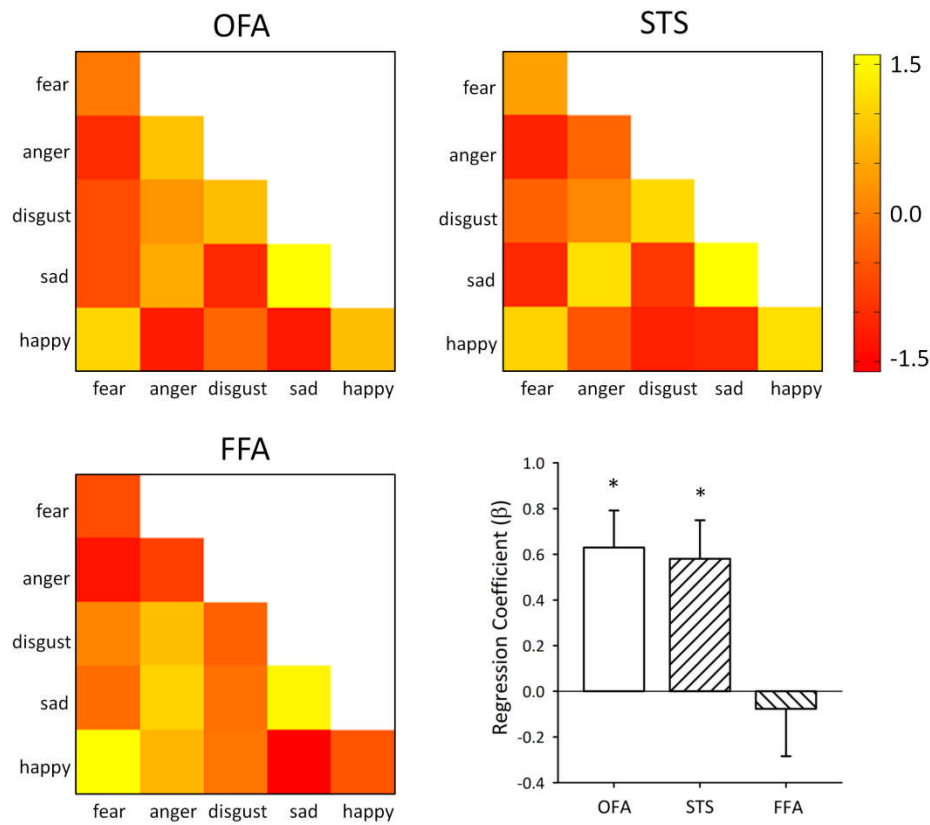 OFA
fear
anger
disgust
sad
happy
fear anger disgust sad happy
STS
fear
anger
disgust
sad
happy
fear anger disgust sad happy
1.5
0.0
-1.5
FFA
fear
anger
disgust
sad
happy
fear anger disgust sad happy
Regression Coefficient (β)
1.0
0.8
0.6
0.4
0.2
0.0
-0.2
-0.4
* *
OFA STS FFA